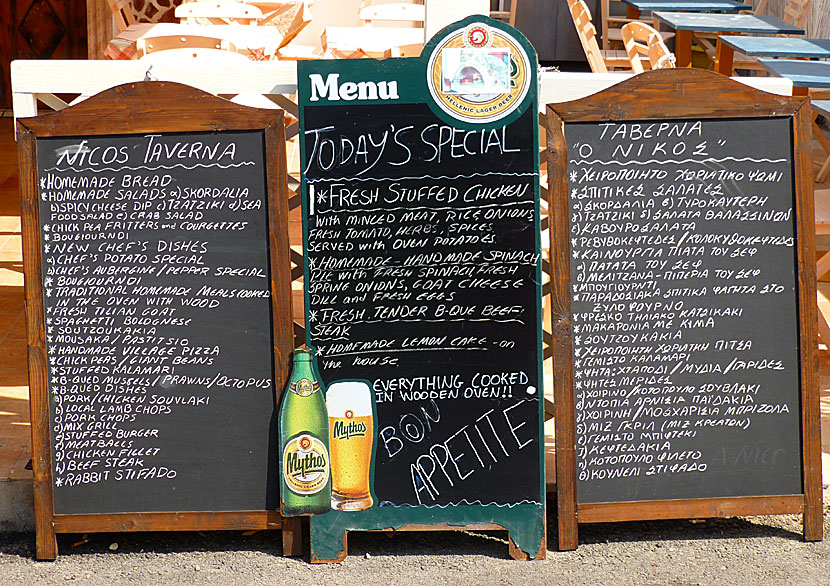 NICOS TAVERNA
*HOMEMADE BREAD
*HOMEMADE SALADS a) SKORDALIA
b) SPICY CHEESE DIP c) TZATZIKI d) SEA
FOOD SALAD e) CRAB SALAD
*CHICK PEA FRITTERS and COURGETTES
*BOUGIOURNDI
*NEW CHEF'S DISHES
a) CHEF'S POTATO SPECIAL
b) CHEF'S AUBERGINE / PEPPER SPECIAL
*BOUGIOURNDI
*TRADITIONAL HOMEMADE / MEALS COOKED
IN THE OVEN WITH WOOD
*FRESH TILIAN GOAT
*SPAGHETTI BOLOGNESE
*SOUTZOUKAKIA
*MOUSAKA / PASTITSIO
*HANDMADE VILLAGE PIZZA
*CHICK PEAS / GIANT BEANS
*STUFFED KALAMARI
*B-QUED MUSSELS / PRAWNS / OCTOPUS
*B-QUED DISHES
a) PORK / CHICKEN SOUVLAKI
b) LOCAL LAMB CHOPS
c) PORK CHOPS
d) MIX GRILL
e) STUFFED BURGER
f) MEATBALLS
g) CHICKEN FILLET
h) BEEF STEAK
*RABBIT STIFADO
Menu
HELLENIC LAGER BEER
TODAY'S SPECIAL
! *FRESH STUFFED CHICKEN
with MINCED MEAT, RICE ONIONS
FRESH TOMATO, HERBS, SPICES
SERVED with OVEN POTATOES
*HOMEMADE - HANDMADE SPINACH
PIE with FRESH SPINACH, FRESH
SPRING ONIONS, GOAT CHEESE
DILL and FRESH EGGS
*FRESH, TENDER B-QUE BEEF
STEAK
*HOMEMADE LEMON CAKE - on
the house.
EVERYTHING COOKED
IN WOODEN OVEN!!
BON
APPETITE
Mythos
Mythos
ΤΑΒΕΡΝΑ
"Ο ΝΙΚΟΣ"
*ΧΕΙΡΟΠΟΙΗΤΟ ΧΩΡΙΑΤΙΚΟ ΨΩΜΙ
*ΣΠΙΤΙΚΕΣ ΣΑΛΑΤΕΣ
α) ΣΚΟΡΔΑΛΙΑ β) ΤΥΡΟΚΑΥΤΕΡΗ
γ) ΤΖΑΤΖΙΚΙ δ) ΣΑΛΑΤΑ ΘΑΛΑΣΣΙΝΩΝ
ε) ΚΑΒΟΥΡΟΣΑΛΑΤΑ
*ΡΕΒΥΘΟΚΕΦΤΕΔΕΣ / ΚΟΛΟΚΥΘΟΚΕΦΤΕΔΕΣ
*ΚΑΙΝΟΥΡΓΙΑ ΠΙΑΤΑ ΤΟΥ ΣΕΦ
α) ΠΑΤΑΤΑ ΤΟΥ ΣΕΦ
β) ΜΕΛΙΤΖΑΝΑ - ΠΙΠΕΡΙΑ ΤΟΥ ΣΕΦ
*ΜΠΟΥΓΙΟΥΡΝΤΙ
*ΠΑΡΑΔΟΣΙΑΚΑ ΣΠΙΤΙΚΑ ΦΑΓΗΤΑ ΣΤΟ
ΞΥΛΟΦΟΥΡΝΟ
*ΦΡΕΣΚΟ ΤΙΛΙΑΚΟ ΚΑΤΣΙΚΑΚΙ
*ΜΑΚΑΡΟΝΙΑ ΜΕ ΚΙΜΑ
*ΣΟΥΤΖΟΥΚΑΚΙΑ
*ΧΕΙΡΟΠΟΙΗΤΗ ΧΩΡΙΑΤΙΚΗ ΠΙΤΣΑ
*ΓΕΜΙΣΤΟ ΚΑΛΑΜΑΡΙ
*ΨΗΤΑ: ΧΤΑΠΟΔΙ / ΜΥΔΙΑ / ΓΑΡΙΔΕΣ
*ΨΗΤΕΣ ΜΕΡΙΔΕΣ
α) ΧΟΙΡΙΝΟ / ΚΟΤΟΠΟΥΛΟ ΣΟΥΒΛΑΚΙ
β) ΝΤΟΠΙΑ ΑΡΝΙΣΙΑ ΠΑΪΔΑΚΙΑ
γ) ΧΟΙΡΙΝΗ / ΜΟΣΧΑΡΙΣΙΑ ΜΠΡΙΖΟΛΑ
δ) ΜΙΞ ΓΚΡΙΛ (ΜΙΞ ΚΡΕΑΤΩΝ)
ε) ΓΕΜΙΣΤΟ ΜΠΙΦΤΕΚΙ
ζ) ΚΕΦΤΕΔΑΚΙΑ
η) ΚΟΤΟΠΟΥΛΟ ΦΙΛΕΤΟ
θ) ΚΟΥΝΕΛΙ ΣΤΙΦΑΔΟ